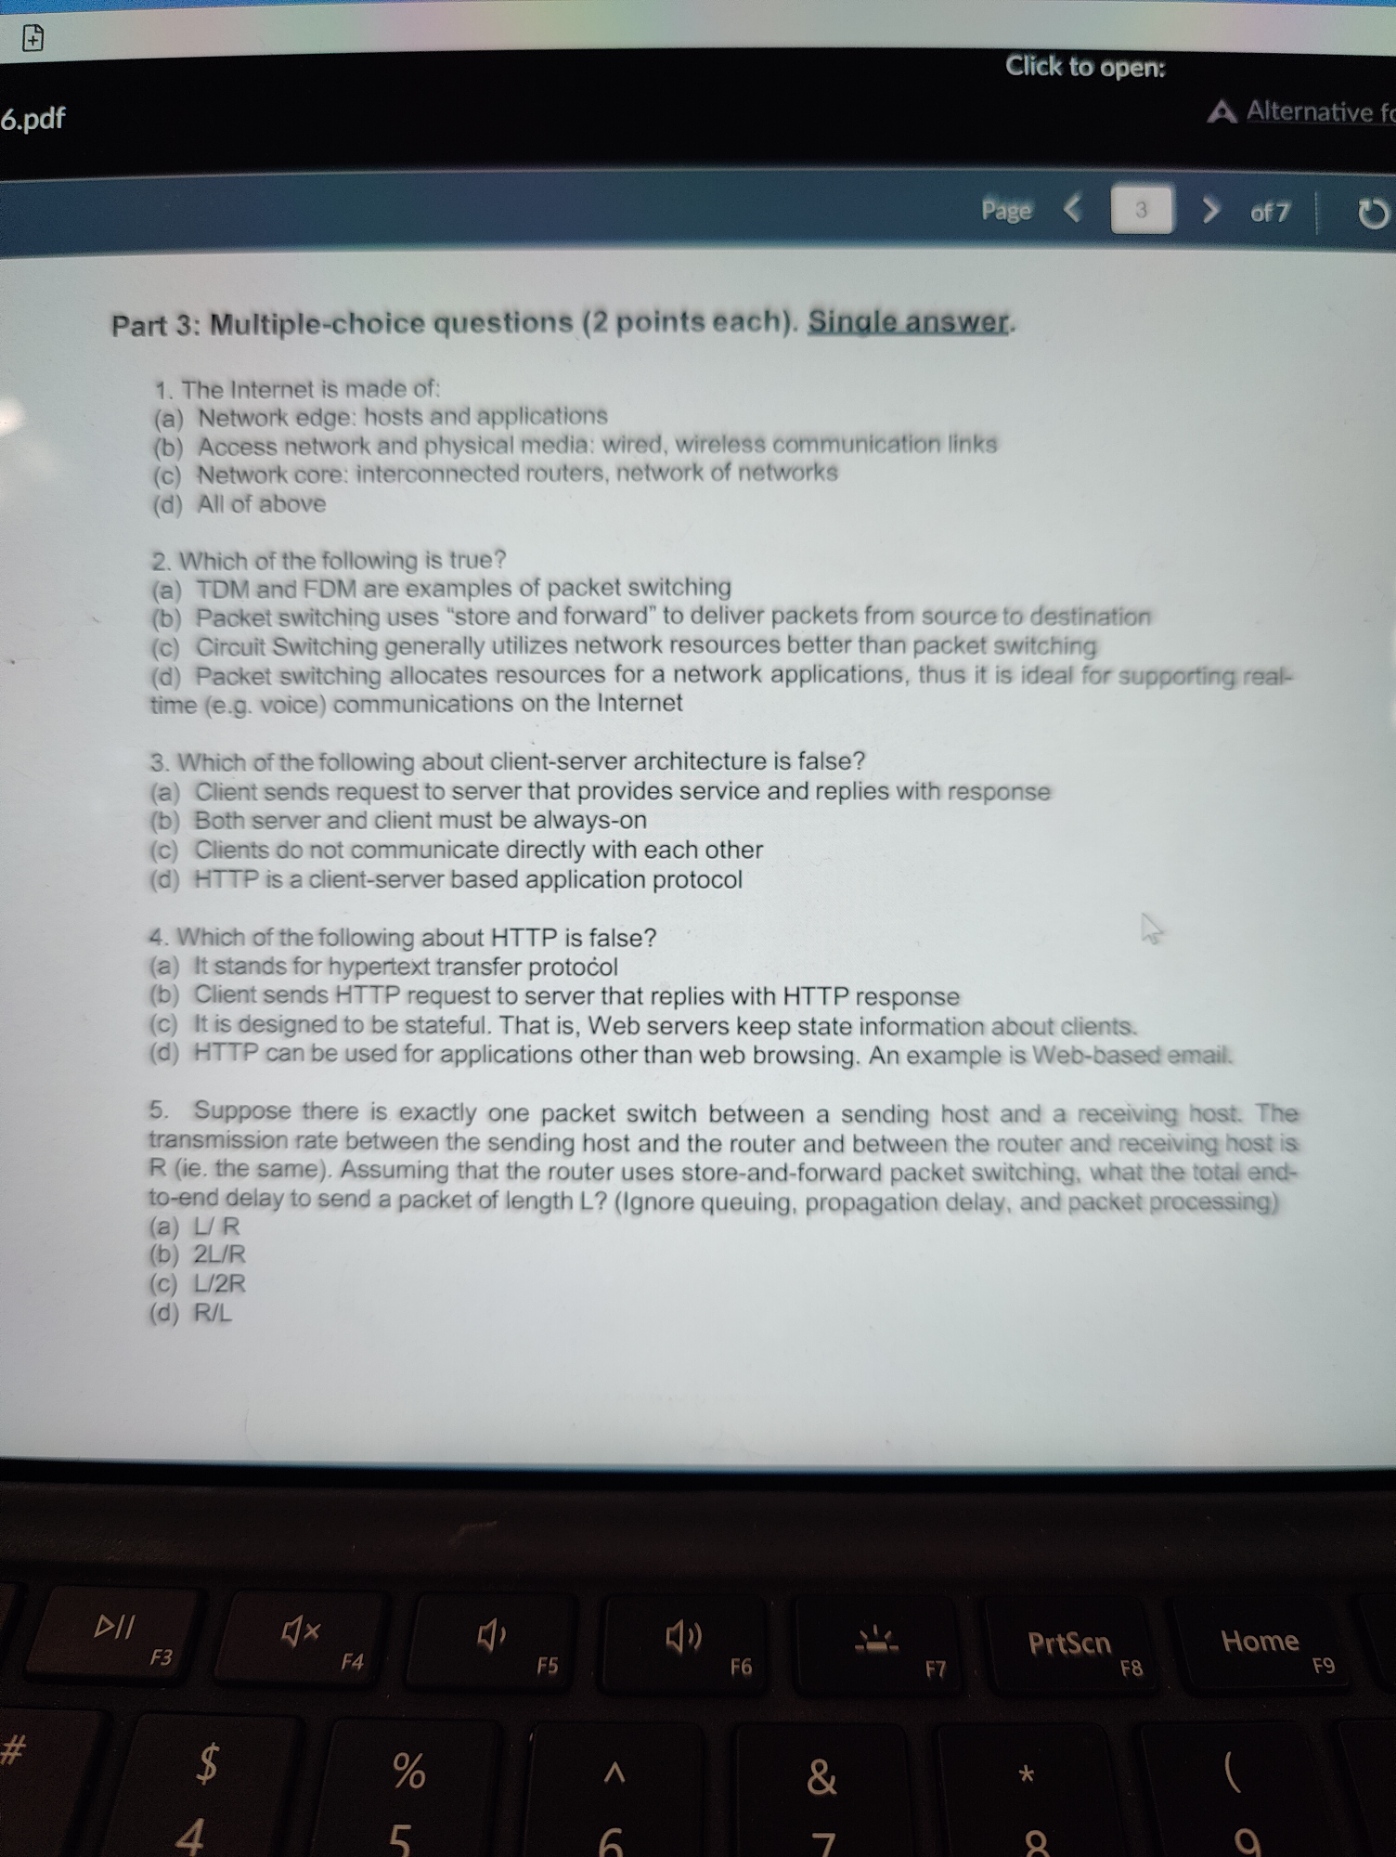 Click to open:
6.pdf
Alternative fo
Page 3 of 7
Part 3: Multiple-choice questions (2 points each). Single answer.
1. The Internet is made of:
(a) Network edge: hosts and applications
(b) Access network and physical media: wired, wireless communication links
(c) Network core: interconnected routers, network of networks
(d) All of above
2. Which of the following is true?
(a) TDM and FDM are examples of packet switching
(b) Packet switching uses “store and forward” to deliver packets from source to destination
(c) Circuit Switching generally utilizes network resources better than packet switching
(d) Packet switching allocates resources for a network applications, thus it is ideal for supporting real-
time (e.g. voice) communications on the Internet
3. Which of the following about client-server architecture is false?
(a) Client sends request to server that provides service and replies with response
(b) Both server and client must be always-on
(c) Clients do not communicate directly with each other
(d) HTTP is a client-server based application protocol
4. Which of the following about HTTP is false?
(a) It stands for hypertext transfer protocol
(b) Client sends HTTP request to server that replies with HTTP response
(c) It is designed to be stateful. That is, Web servers keep state information about clients.
(d) HTTP can be used for applications other than web browsing. An example is Web-based email.
5. Suppose there is exactly one packet switch between a sending host and a receiving host. The
transmission rate between the sending host and the router and between the router and receiving host is
R (ie. the same). Assuming that the router uses store-and-forward packet switching, what the total end-
to-end delay to send a packet of length L? (Ignore queuing, propagation delay, and packet processing)
(a) L/ R
(b) 2L/R
(c) L/2R
(d) R/L
F3 F4 F5 F6 F7 PrtScn F8 Home F9
# $ % ^ & * (
4 5 6 7 8 9